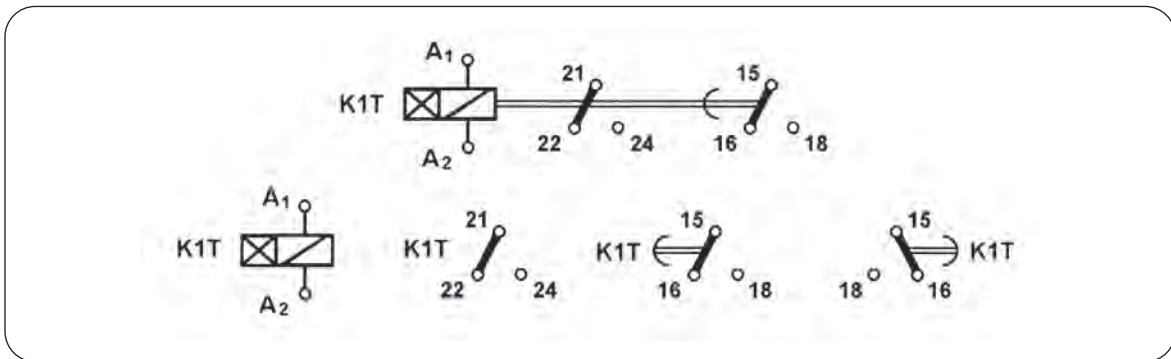 A1 21 15
K1T
A2 22 24 16 18
A1 21 15 15
K1T K1T K1T K1T
A2 22 24 16 18 18 16